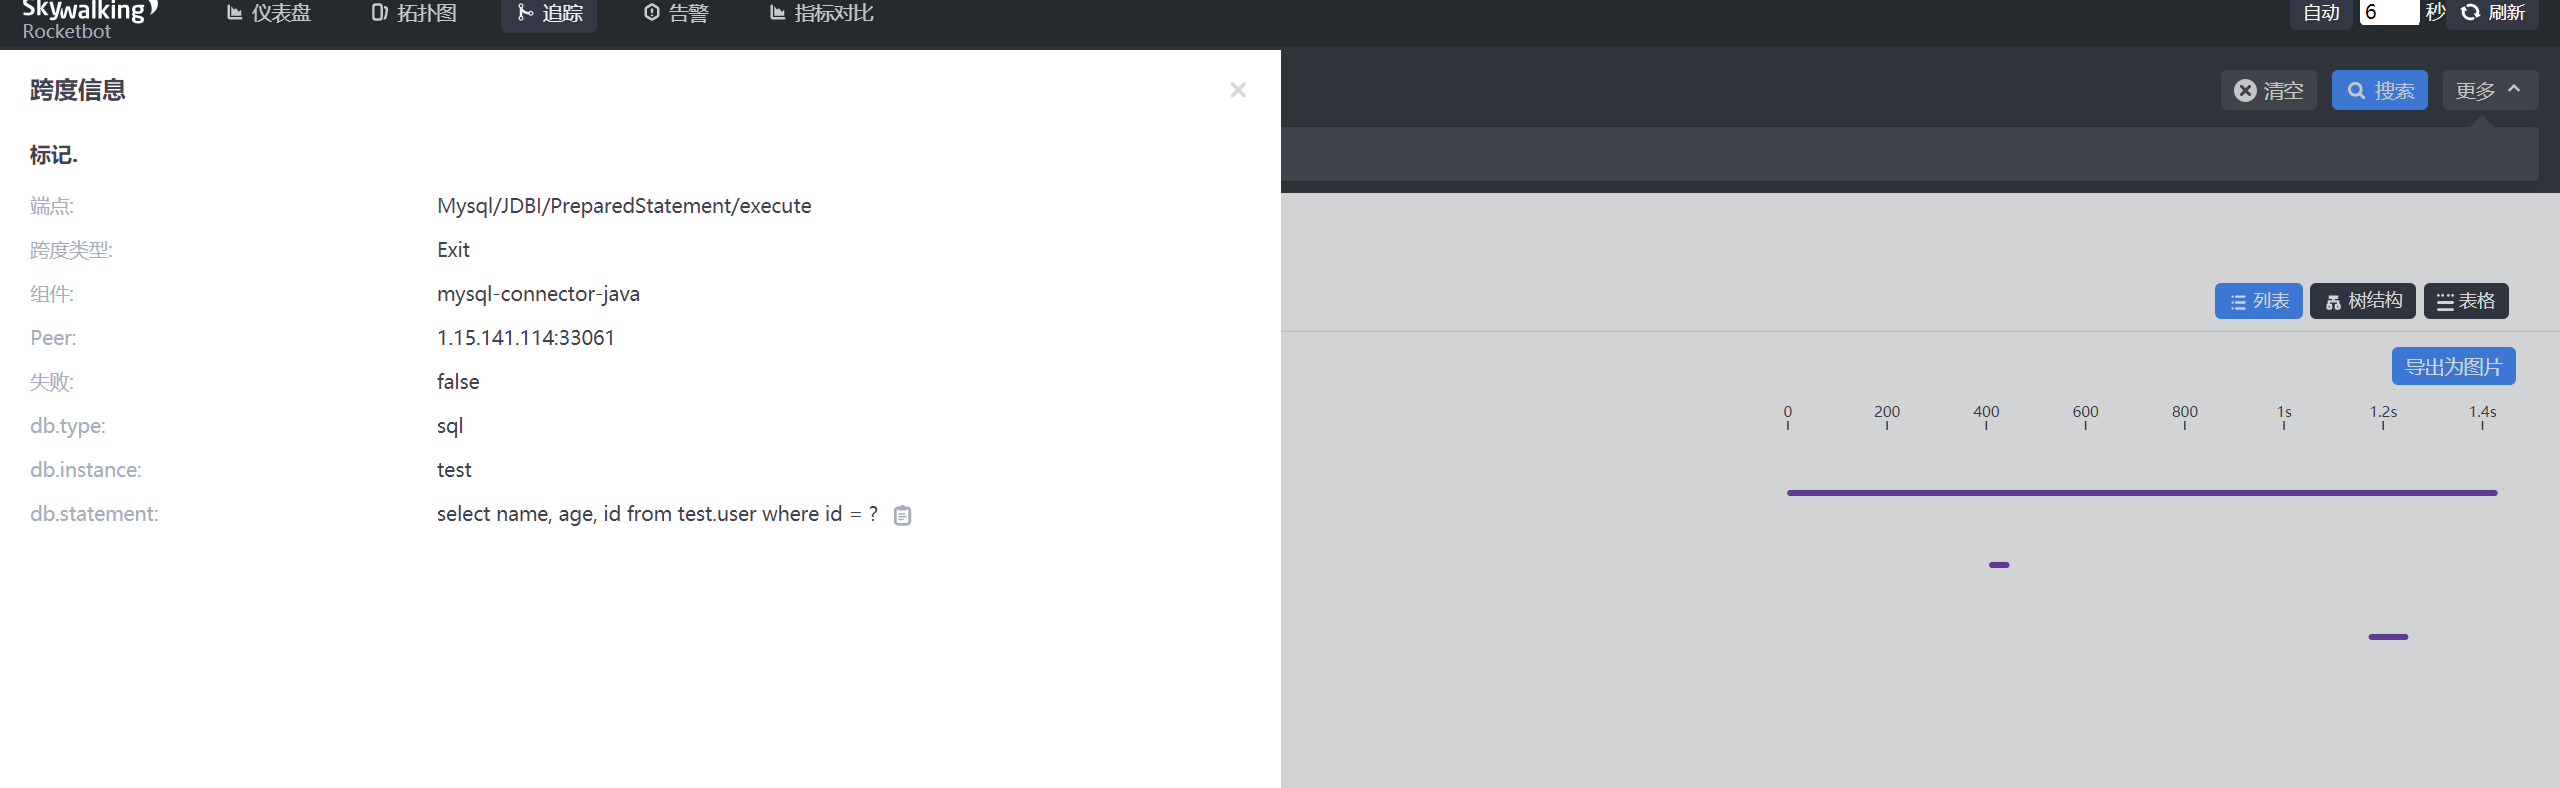 Skywalking
Rocketbot
仪表盘
拓扑图
追踪
告警
指标对比
自动
6
秒
刷新
跨度信息
清空
搜索
更多
标记.
端点: Mysql/JDBI/PreparedStatement/execute
跨度类型: Exit
组件: mysql-connector-java
列表
树结构
表格
Peer: 1.15.141.114:33061
导出为图片
失败: false
0 200 400 600 800 1s 1.2s 1.4s
db.type: sql
db.instance: test
db.statement: select name, age, id from test.user where id = ?